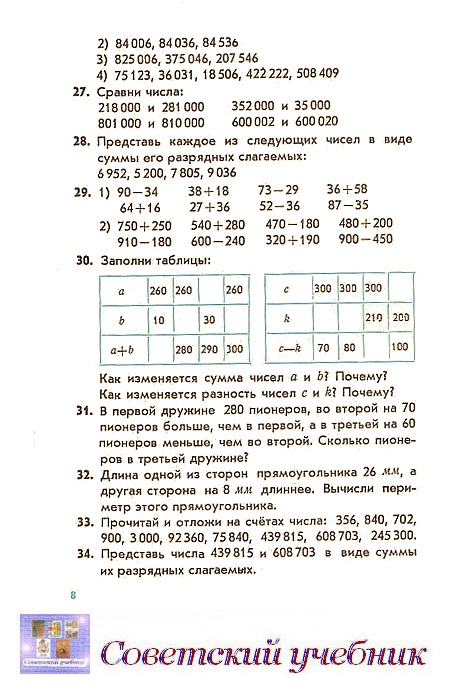 2) 84 006, 84 036, 84 536
3) 825 006, 375 046, 207 546
4) 75 123, 36 031, 18 506, 422 222, 508 409
27. Сравни числа:
218 000 и 281 000 352 000 и 35 000
801 000 и 810 000 600 002 и 600 020
28. Представь каждое из следующих чисел в виде
суммы его разрядных слагаемых:
6 952, 5 200, 7 805, 9 036
29. 1) 90—34 38+18 73—29 36+58
64+16 27+36 52—36 87—35
2) 750+250 540+280 470—180 480+200
910—180 600—240 320+190 900—450
30. Заполни таблицы:
a 260 260 260 c 300 300 300
b 10 30 k 210 200
a+b 280 290 300 c—k 70 80 100
Как изменяется сумма чисел a и b? Почему?
Как изменяется разность чисел c и k? Почему?
31. В первой дружине 280 пионеров, во второй на 70
пионеров больше, чем в первой, а в третьей на 60
пионеров меньше, чем во второй. Сколько пионе-
ров в третьей дружине?
32. Длина одной из сторон прямоугольника 26 мм, а
другая сторона на 8 мм длиннее. Вычисли пери-
метр этого прямоугольника.
33. Прочитай и отложи на счётах числа: 356, 840, 702,
900, 3 000, 92 360, 75 840, 439 815, 608 703, 245 300.
34. Представь числа 439 815 и 608 703 в виде суммы
их разрядных слагаемых.
8
Советский учебник
Советский учебник